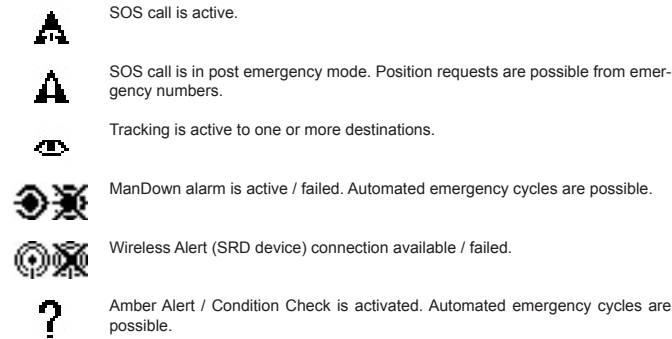 SOS call is active.
SOS call is in post emergency mode. Position requests are possible from emer-
gency numbers.
Tracking is active to one or more destinations.
ManDown alarm is active / failed. Automated emergency cycles are possible.
Wireless Alert (SRD device) connection available / failed.
?
Amber Alert / Condition Check is activated. Automated emergency cycles are
possible.